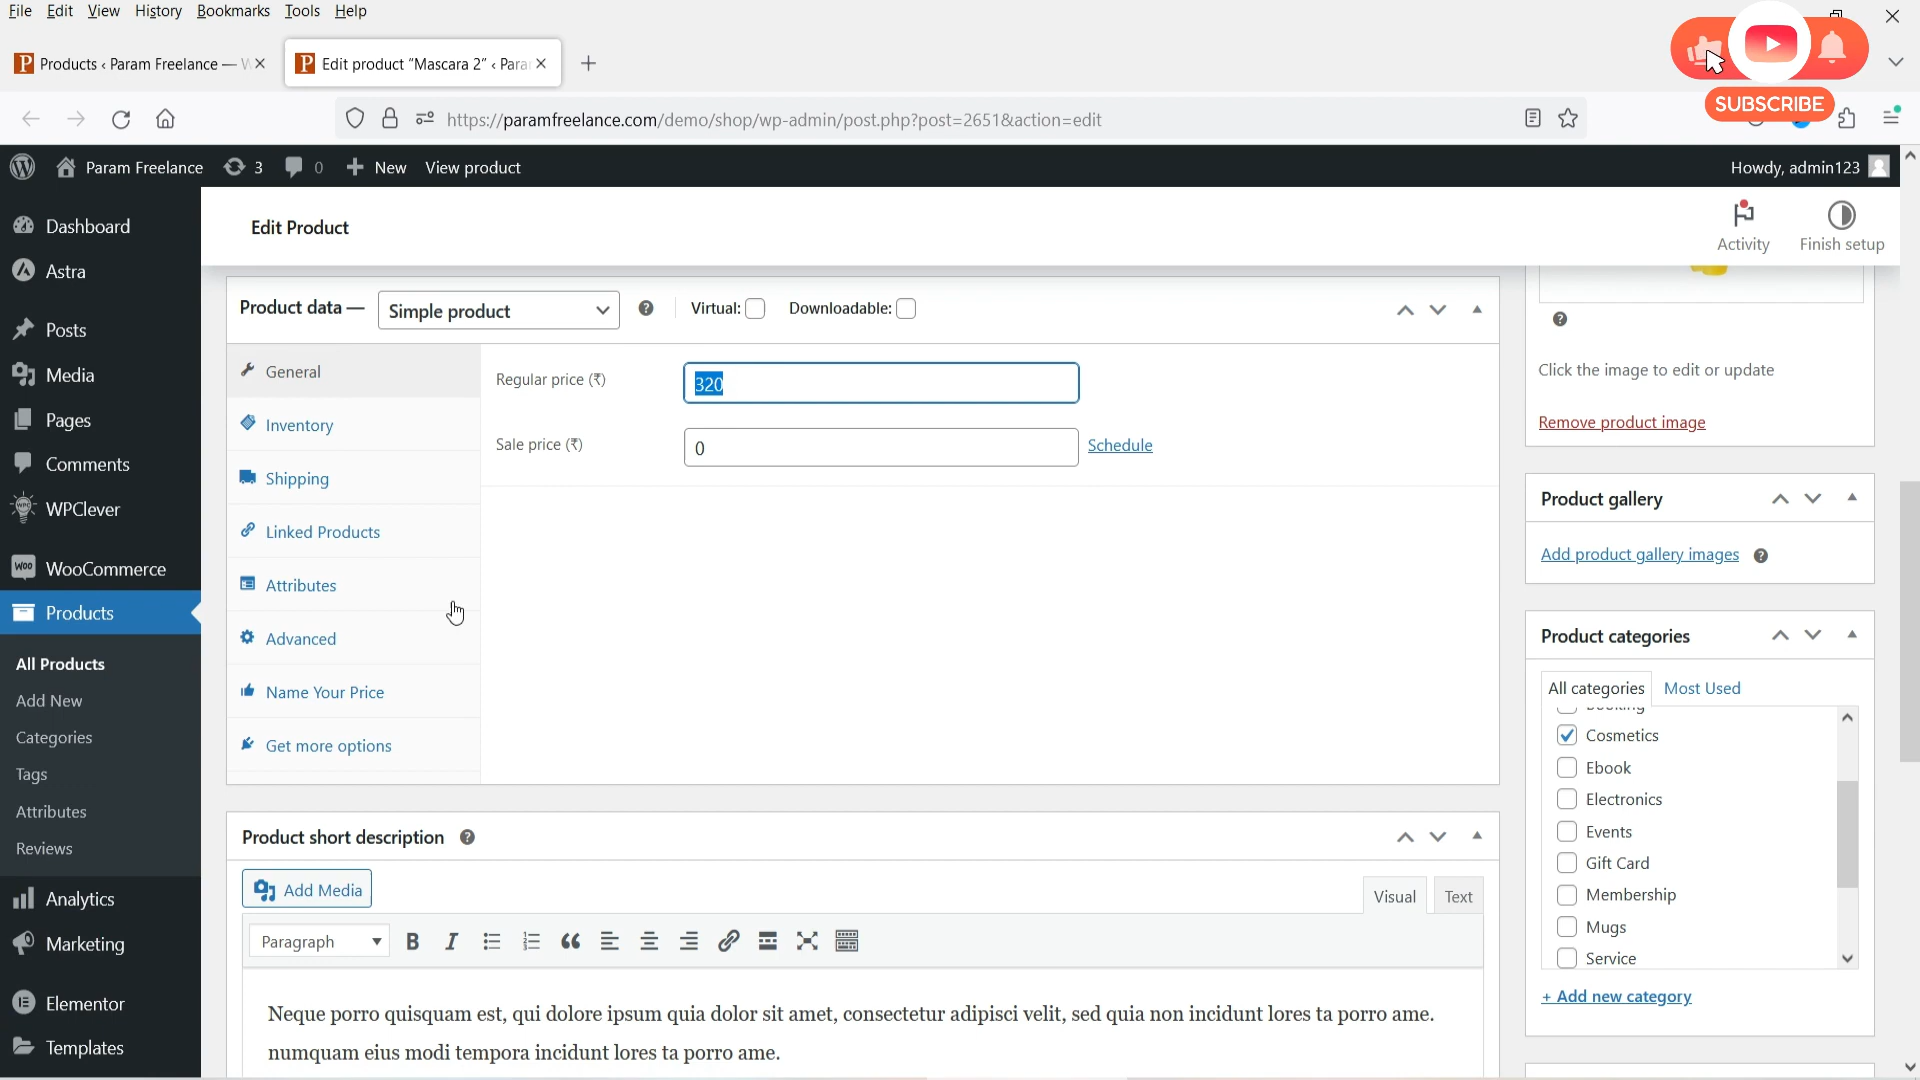 File Edit View History Bookmarks Tools Help
Products ‹ Param Freelance — W
Edit product “Mascara 2” ‹ Para
SUBSCRIBE
https://paramfreelance.com/demo/shop/wp-admin/post.php?post=2651&action=edit
Param Freelance 3 0 New View product
Howdy, admin123
Dashboard
Astra
Posts
Media
Pages
Comments
WPClever
WooCommerce
Products
All Products
Add New
Categories
Tags
Attributes
Reviews
Analytics
Marketing
Elementor
Templates
Edit Product
Activity
Finish setup
Product data — Simple product Virtual: Downloadable:
General
Inventory
Shipping
Linked Products
Attributes
Advanced
Name Your Price
Get more options
Regular price (₹) 320
Sale price (₹) 0 Schedule
Product short description
Add Media
Visual Text
Paragraph
Neque porro quisquam est, qui dolore ipsum quia dolor sit amet, consectetur adipisci velit, sed quia non incidunt lores ta porro ame.
numquam eius modi tempora incidunt lores ta porro ame.
Click the image to edit or update
Remove product image
Product gallery
Add product gallery images
Product categories
All categories Most Used
Cosmetics
Ebook
Electronics
Events
Gift Card
Membership
Mugs
Service
+ Add new category